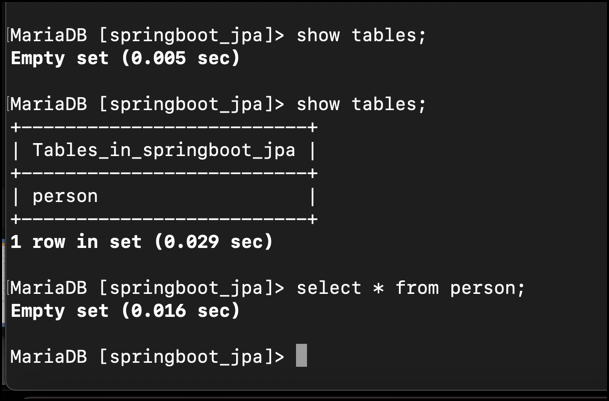 MariaDB [springboot_jpa]> show tables;
Empty set (0.005 sec)
MariaDB [springboot_jpa]> show tables;
+--------------------------+
| Tables_in_springboot_jpa |
+--------------------------+
| person                   |
+--------------------------+
1 row in set (0.029 sec)
MariaDB [springboot_jpa]> select * from person;
Empty set (0.016 sec)
MariaDB [springboot_jpa]>